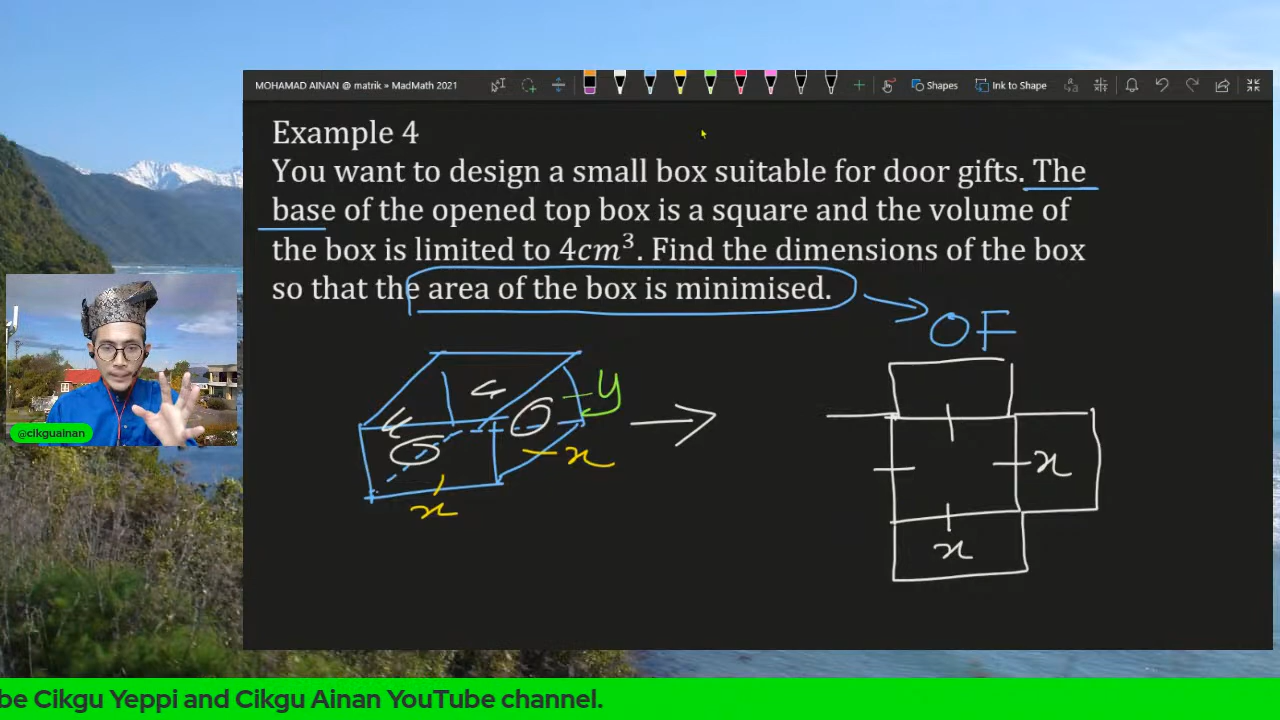 MOHAMAD AINAN @ matrik » MadMath 2021
Shapes
Ink to Shape
Example 4
You want to design a small box suitable for door gifts. The
base of the opened top box is a square and the volume of
the box is limited to 4cm³. Find the dimensions of the box
so that the area of the box is minimised.
OF
y
x
x
x
x
@cikguainan
be Cikgu Yeppi and Cikgu Ainan YouTube channel.